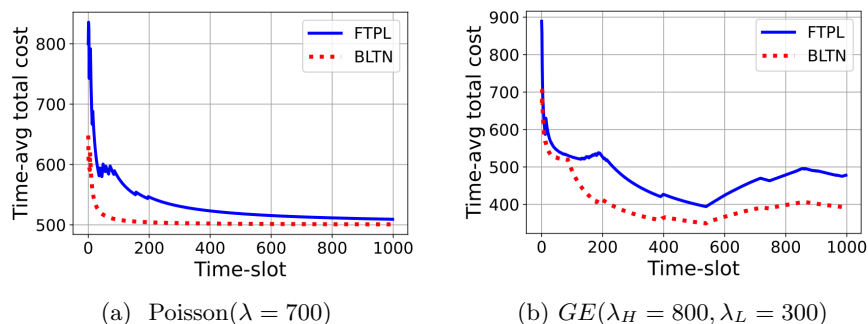 FTPL
BLTN
Time-avg total cost
800
700
600
500
0
200
400
600
800
1000
Time-slot
(a) Poisson(λ = 700)
FTPL
BLTN
Time-avg total cost
900
800
700
600
500
400
0
200
400
600
800
1000
Time-slot
(b) GE(λ_H = 800, λ_L = 300)